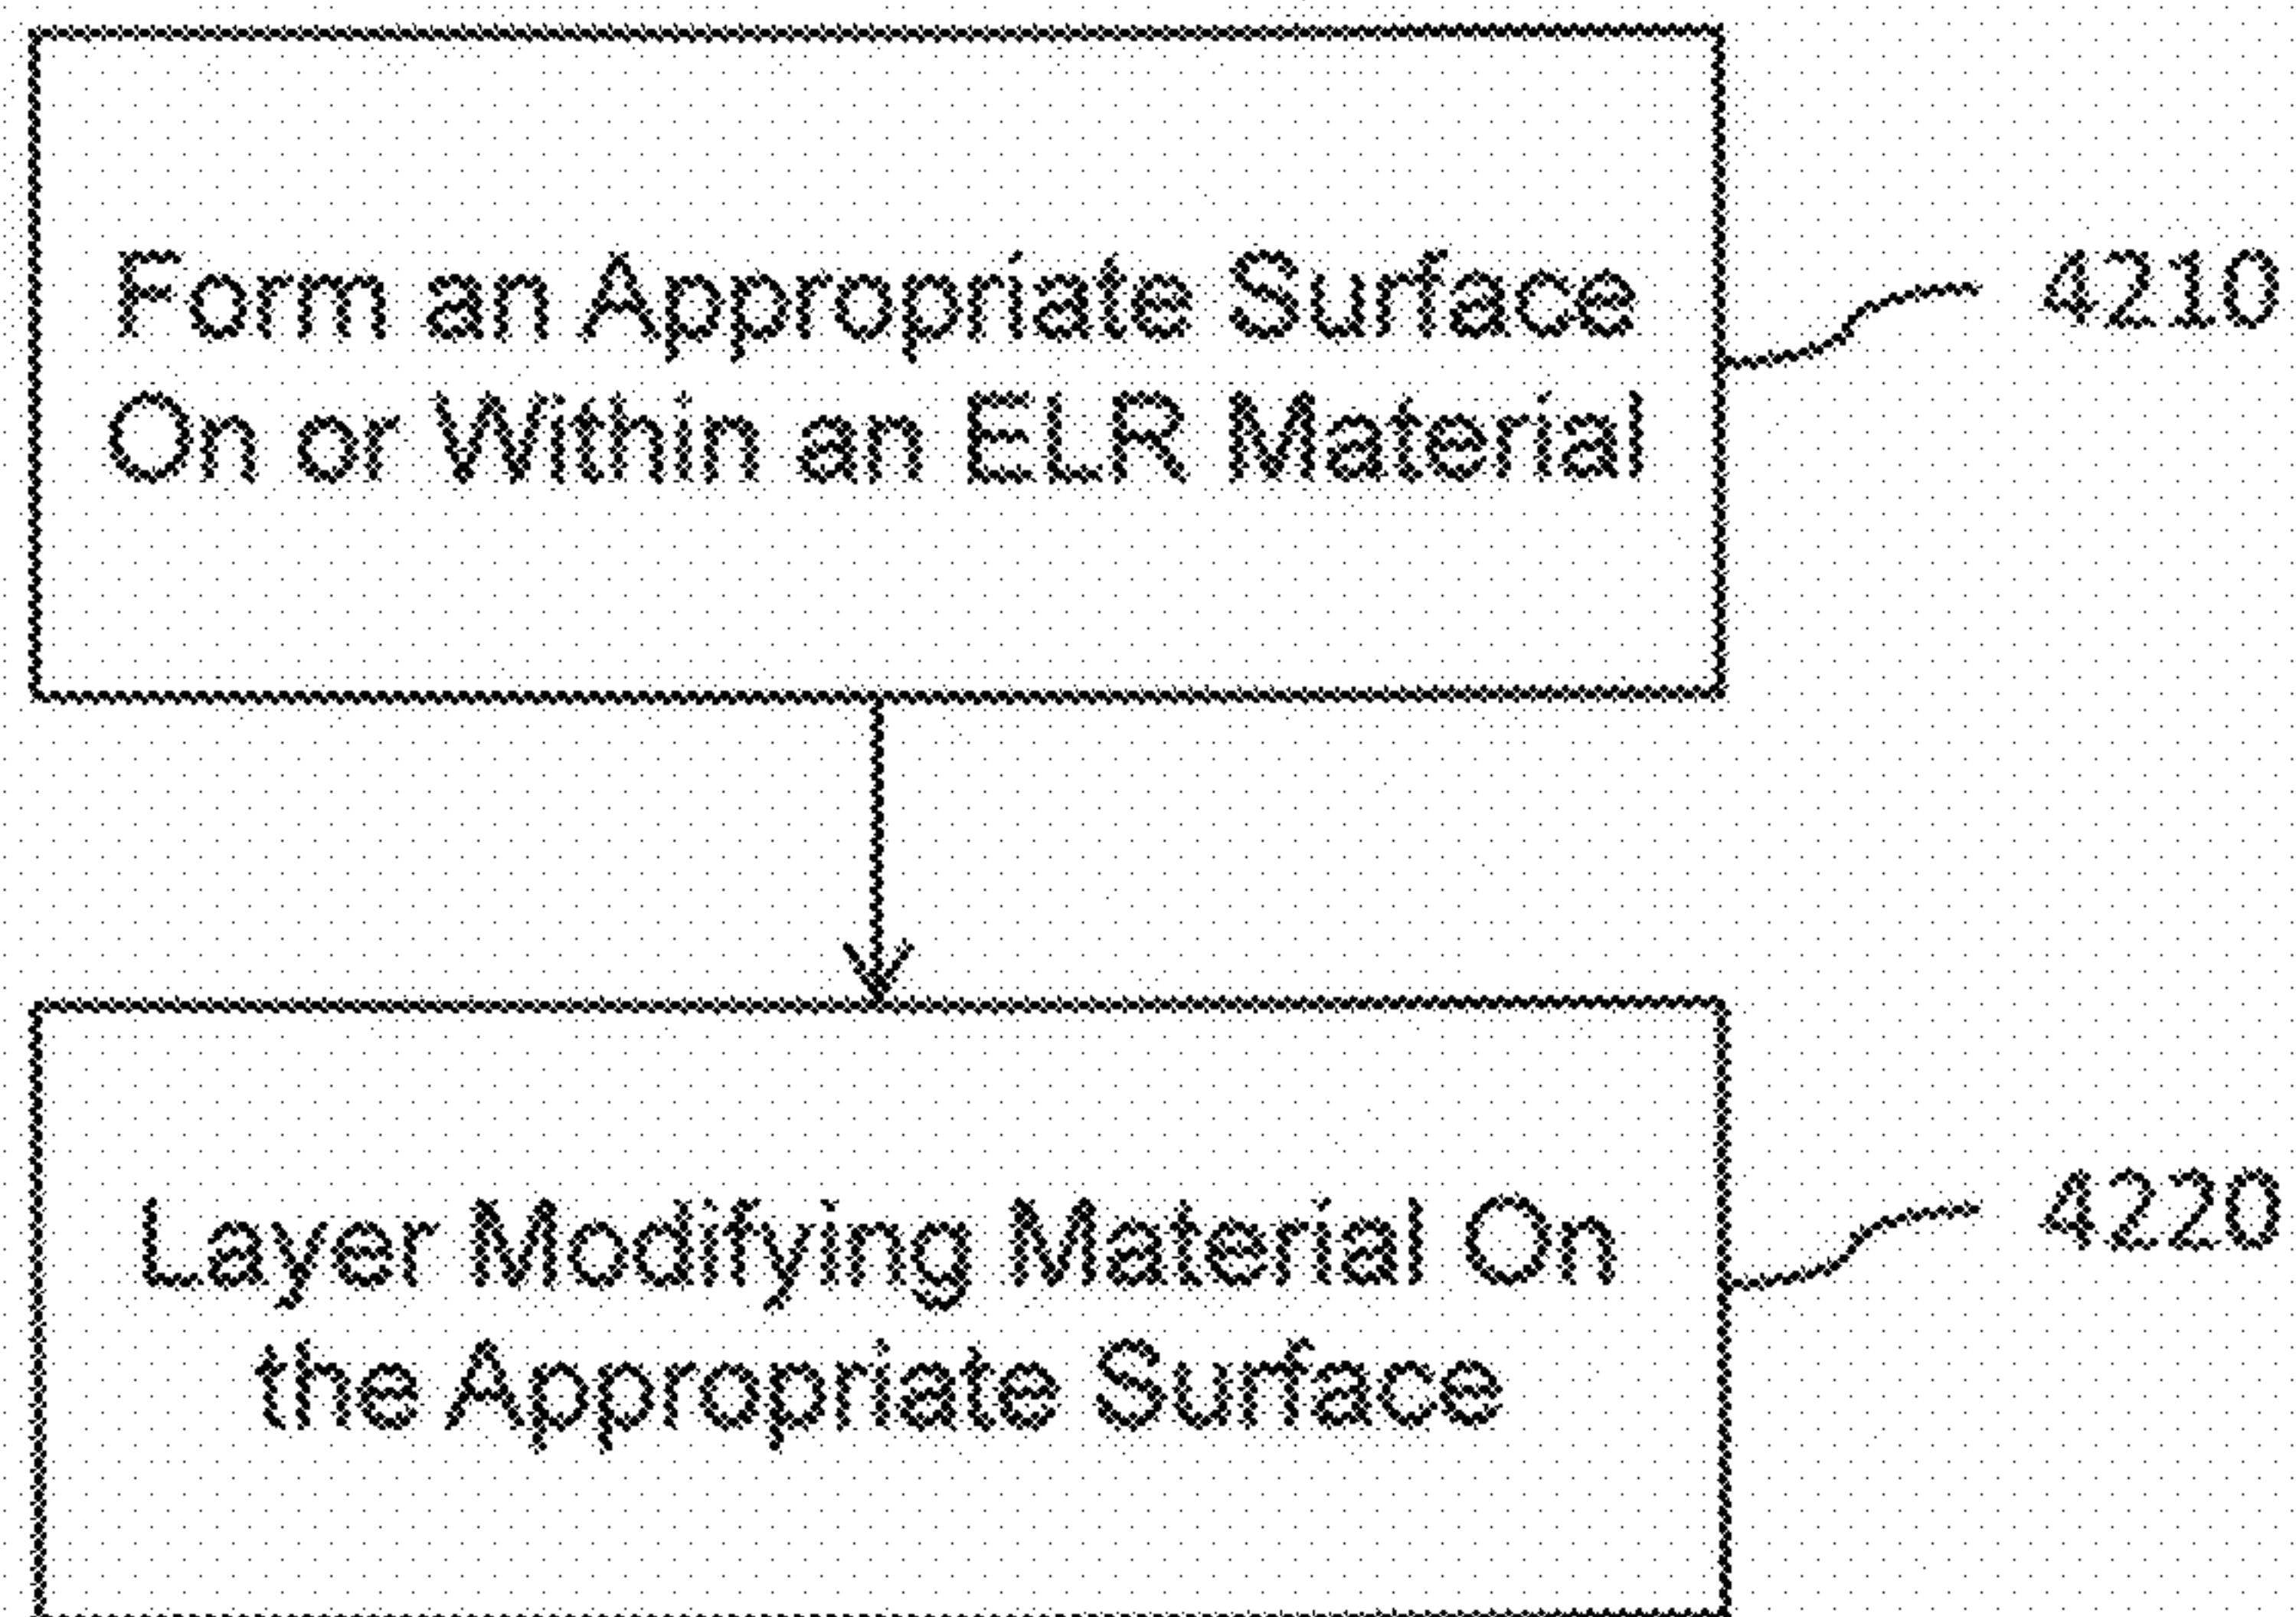 Form an Appropriate Surface
On or Within an ELR Material
4210
Layer Modifying Material On
the Appropriate Surface
4220